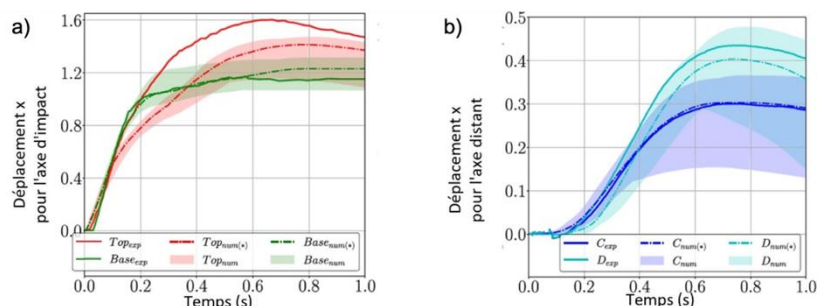 a)
Déplacement x
pour l'axe d'impact
1.6
1.2
0.8
0.4
0.0
Top_exp
Base_exp
Top_num(•)
Top_num
Base_num(•)
Base_num
0.0 0.2 0.4 0.6 0.8 1.0
Temps (s)
b)
Déplacement x
pour l'axe distant
0.5
0.4
0.3
0.2
0.1
0.0
C_exp
D_exp
C_num(•)
C_num
D_num(•)
D_num
0.0 0.2 0.4 0.6 0.8 1.0
Temps (s)